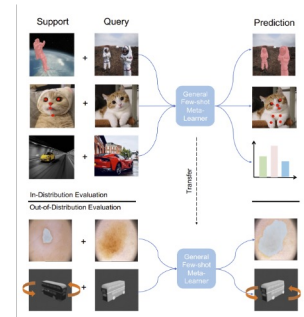 Support Query Prediction
+
General
Few-shot
Meta-
Learner
+
+
Transfer
In-Distribution Evaluation
Out-of-Distribution Evaluation
+
General
Few-shot
Meta-
Learner
+